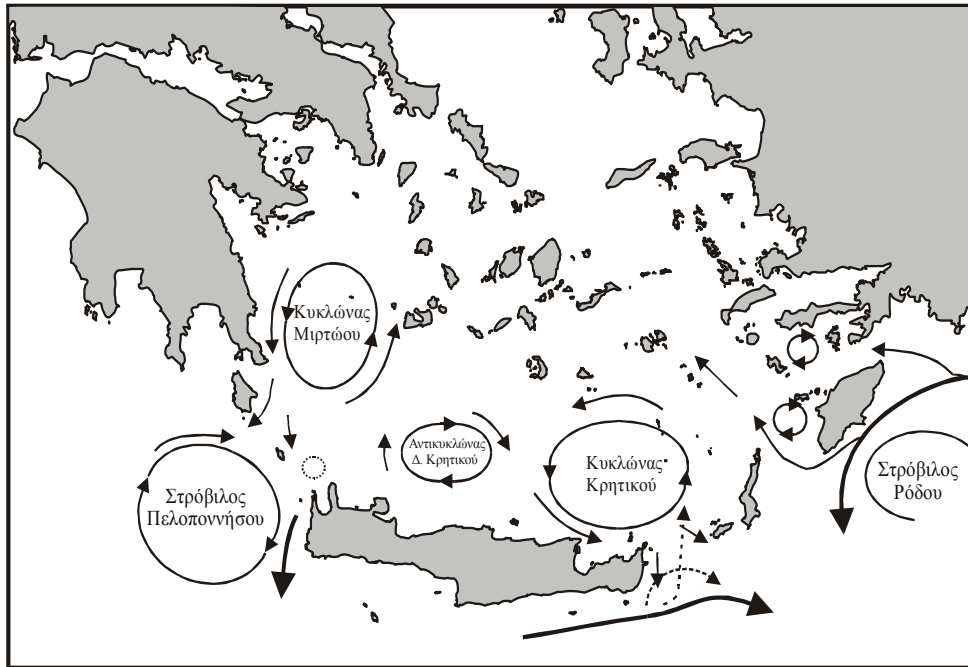 Κυκλώνας
Μιρτώου
Αντικυκλώνας
Δ. Κρητικού
Κυκλώνας
Κρητικού
Στρόβιλος
Ρόδου
Στρόβιλος
Πελοποννήσου